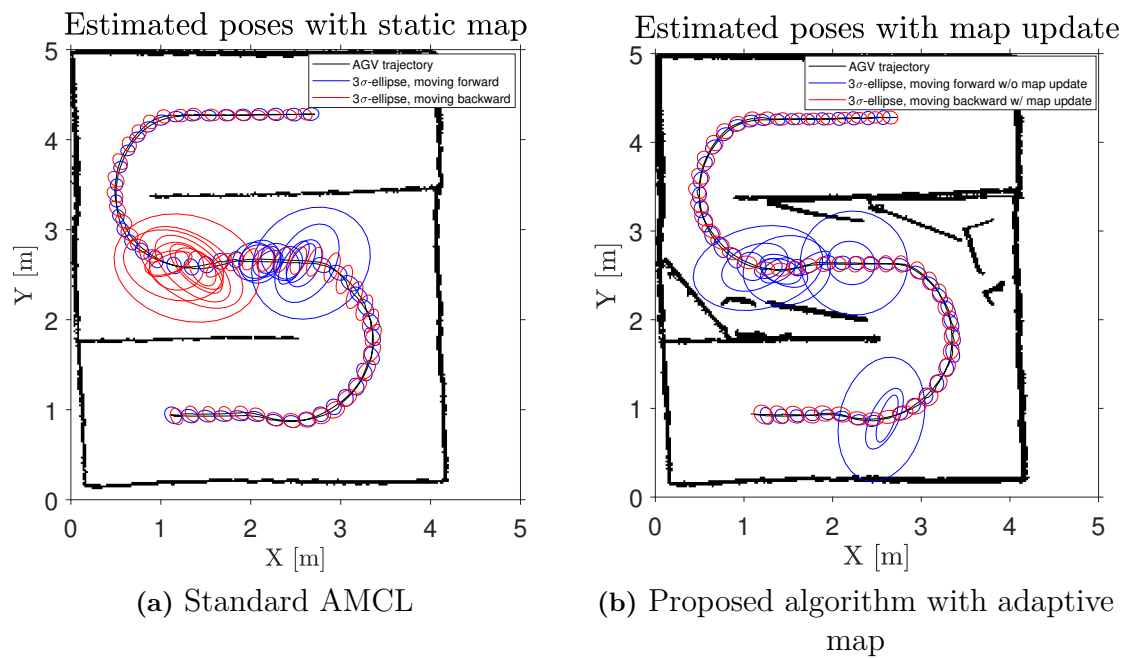 Estimated poses with static map
AGV trajectory
3σ-ellipse, moving forward
3σ-ellipse, moving backward
5
4
3
2
1
0
Y [m]
0 1 2 3 4 5
X [m]
(a) Standard AMCL
Estimated poses with map update
AGV trajectory
3σ-ellipse, moving forward w/o map update
3σ-ellipse, moving backward w/ map update
5
4
3
2
1
0
Y [m]
0 1 2 3 4 5
X [m]
(b) Proposed algorithm with adaptive
map